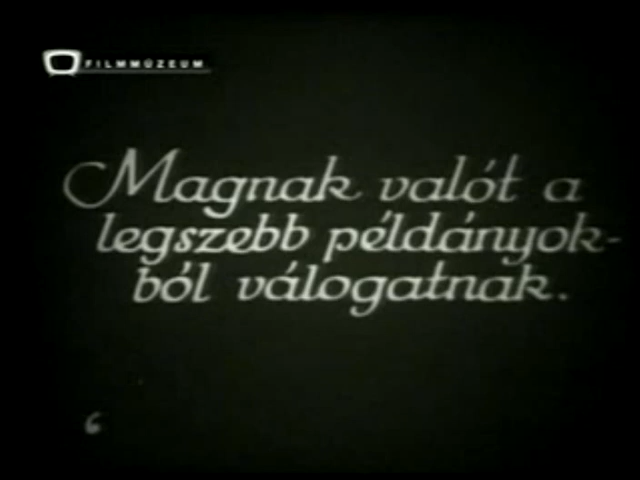 FILMMÚZEUM
Magnak valót a
legszebb példányok-
ból válogatnak.
6